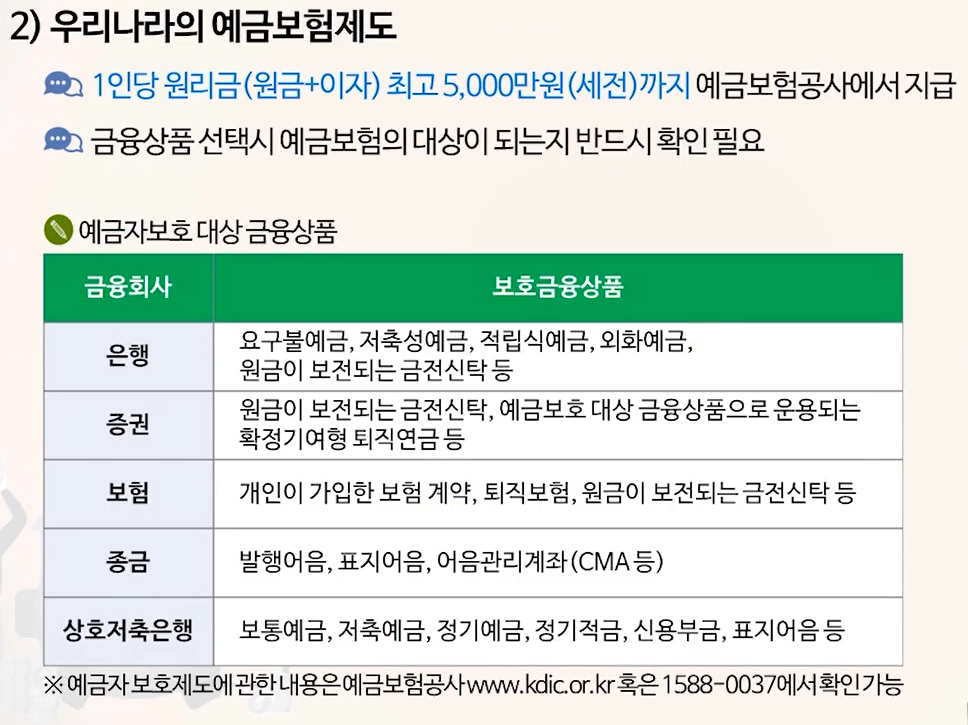 2) 우리나라의 예금보험제도
1인당 원리금(원금+이자) 최고 5,000만원(세전)까지 예금보험공사에서 지급
금융상품 선택시 예금보험의 대상이 되는지 반드시 확인 필요
예금자보호 대상 금융상품
금융회사 보호금융상품
은행 요구불예금, 저축성예금, 적립식예금, 외화예금,
원금이 보전되는 금전신탁 등
증권 원금이 보전되는 금전신탁, 예금보호 대상 금융상품으로 운용되는
확정기여형 퇴직연금 등
보험 개인이 가입한 보험 계약, 퇴직보험, 원금이 보전되는 금전신탁 등
종금 발행어음, 표지어음, 어음관리계좌(CMA 등)
상호저축은행 보통예금, 저축예금, 정기예금, 정기적금, 신용부금, 표지어음 등
※ 예금자 보호제도에 관한 내용은 예금보험공사 www.kdic.or.kr 혹은 1588-0037에서 확인 가능